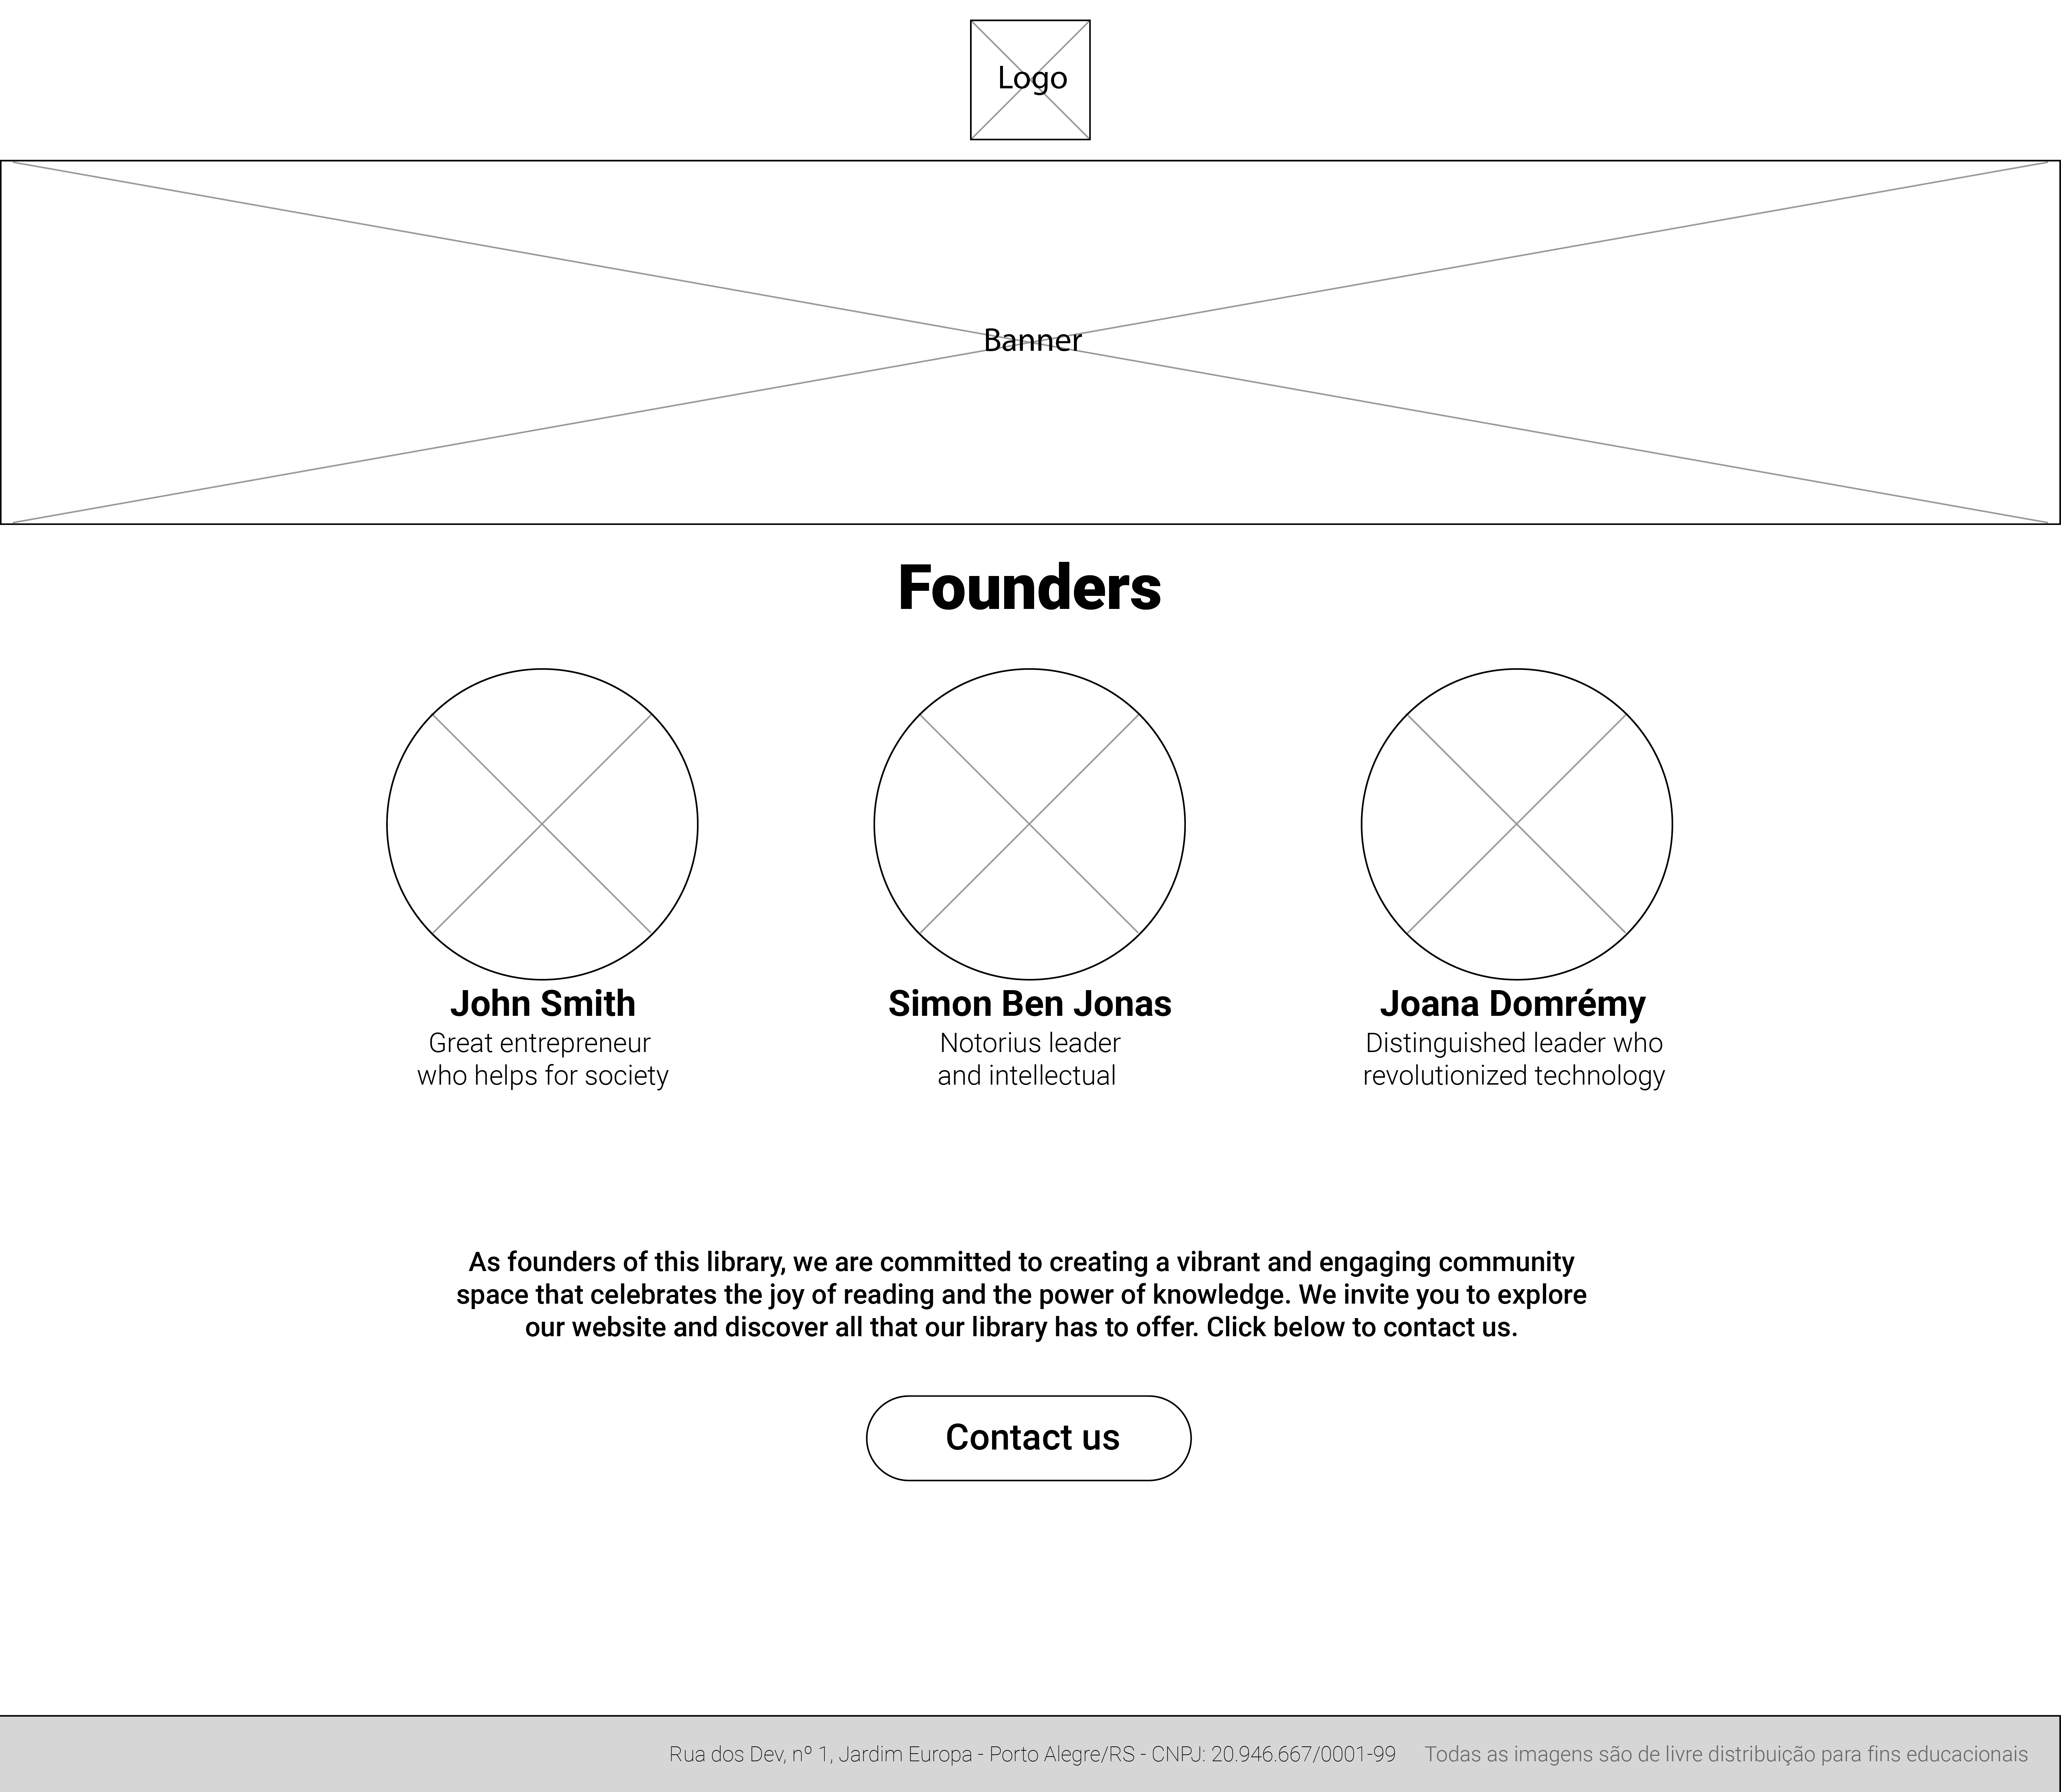 Logo
Banner
Founders
John Smith
Great entrepreneur
who helps for society
Simon Ben Jonas
Notorius leader
and intellectual
Joana Domrémy
Distinguished leader who
revolutionized technology
As founders of this library, we are committed to creating a vibrant and engaging community
space that celebrates the joy of reading and the power of knowledge. We invite you to explore
our website and discover all that our library has to offer. Click below to contact us.
Contact us
Rua dos Dev, nº 1, Jardim Europa - Porto Alegre/RS - CNPJ: 20.946.667/0001-99 Todas as imagens são de livre distribuição para fins educacionais